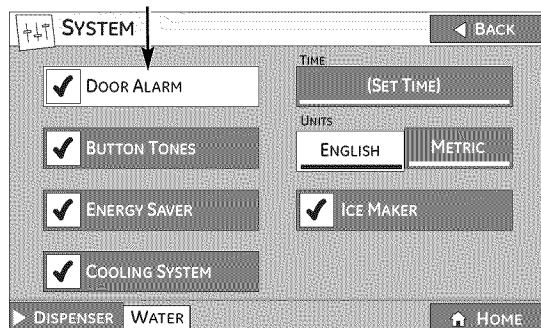 SYSTEM
BACK
DOOR ALARM
BUTTON TONES
ENERGY SAVER
COOLING SYSTEM
TIME
(SET TIME)
UNITS
ENGLISH METRIC
ICE MAKER
DISPENSER WATER
HOME